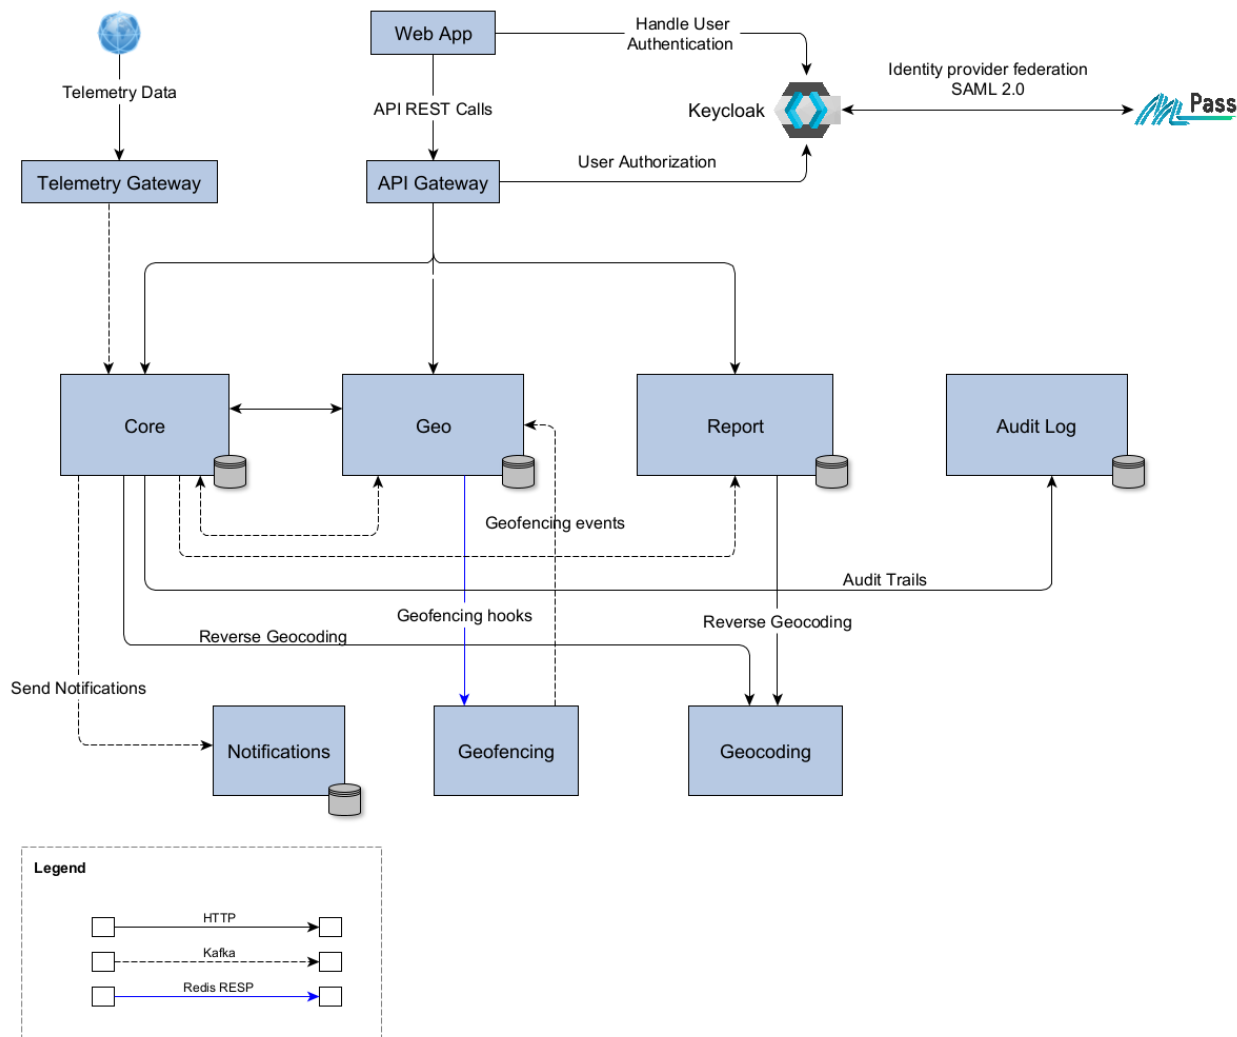 Web App
Handle User
Authentication
Identity provider federation
SAML 2.0
Telemetry Data
API REST Calls
Keycloak
Pass
User Authorization
Telemetry Gateway
API Gateway
Core
Geo
Report
Audit Log
Geofencing events
Audit Trails
Geofencing hooks
Reverse Geocoding
Reverse Geocoding
Send Notifications
Notifications
Geofencing
Geocoding
Legend
HTTP
Kafka
Redis RESP